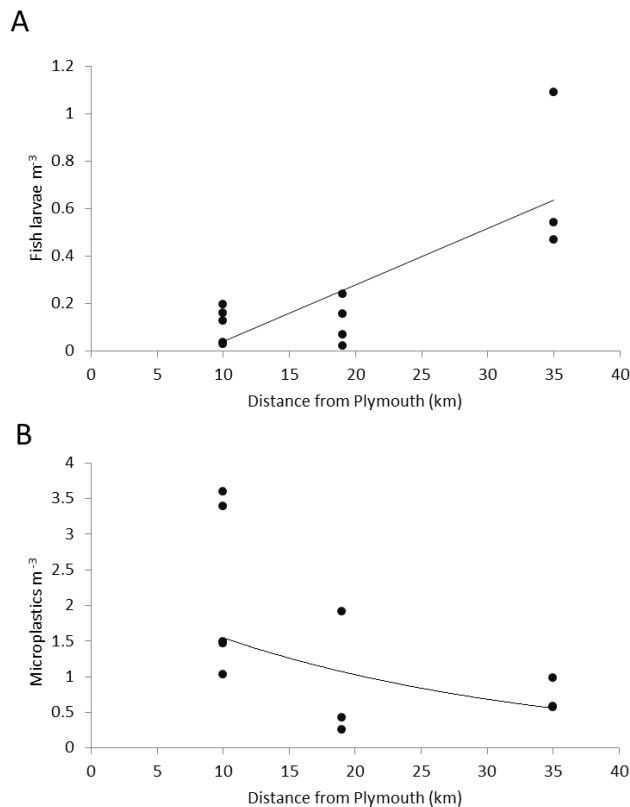 A
1.2
1
0.8
0.6
0.4
0.2
0
Fish larvae m⁻³
0 5 10 15 20 25 30 35 40
Distance from Plymouth (km)
B
4
3.5
3
2.5
2
1.5
1
0.5
0
Microplastics m⁻³
0 5 10 15 20 25 30 35 40
Distance from Plymouth (km)